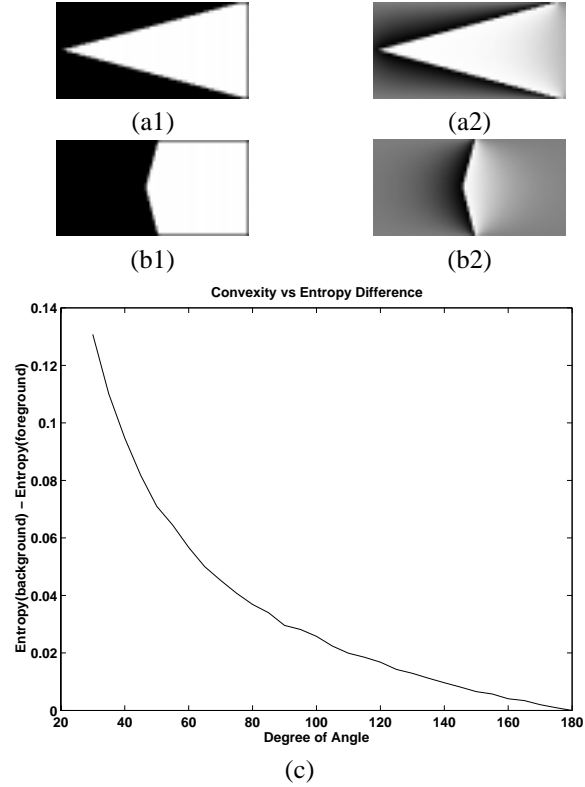 (a1) (a2)
(b1) (b2)
Convexity vs Entropy Difference
0.14
0.12
0.1
0.08
0.06
0.04
0.02
0
Entropy(background) − Entropy(foreground)
20 40 60 80 100 120 140 160 180
Degree of Angle
(c)